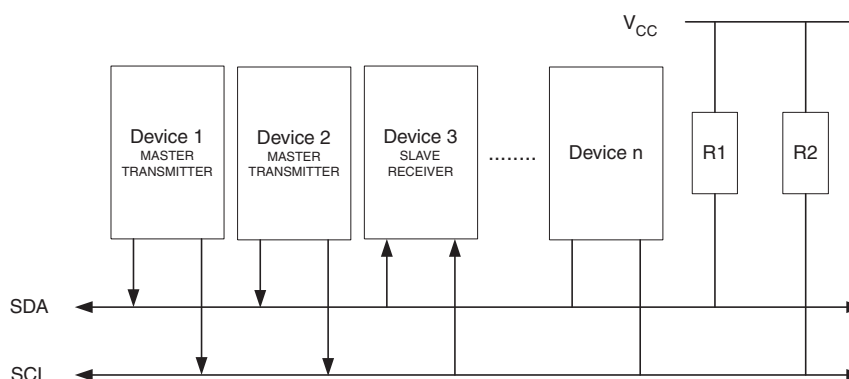 VCC
Device 1
MASTER
TRANSMITTER
Device 2
MASTER
TRANSMITTER
Device 3
SLAVE
RECEIVER
........
Device n
R1
R2
SDA
SCL